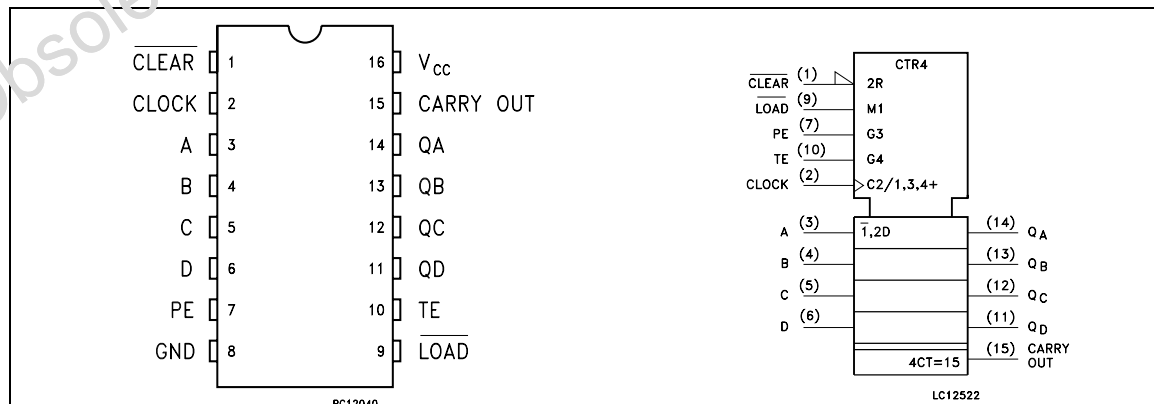 Obsole
CLEAR 1 16 VCC
CLOCK 2 15 CARRY OUT
A 3 14 QA
B 4 13 QB
C 5 12 QC
D 6 11 QD
PE 7 10 TE
GND 8 9 LOAD
CTR4
CLEAR (1) 2R
LOAD (9) M1
PE (7) G3
TE (10) G4
CLOCK (2) C2/1,3,4+
A (3) 1,2D (14) QA
B (4) (13) QB
C (5) (12) QC
D (6) (11) QD
4CT=15 (15) CARRY OUT
LC12522